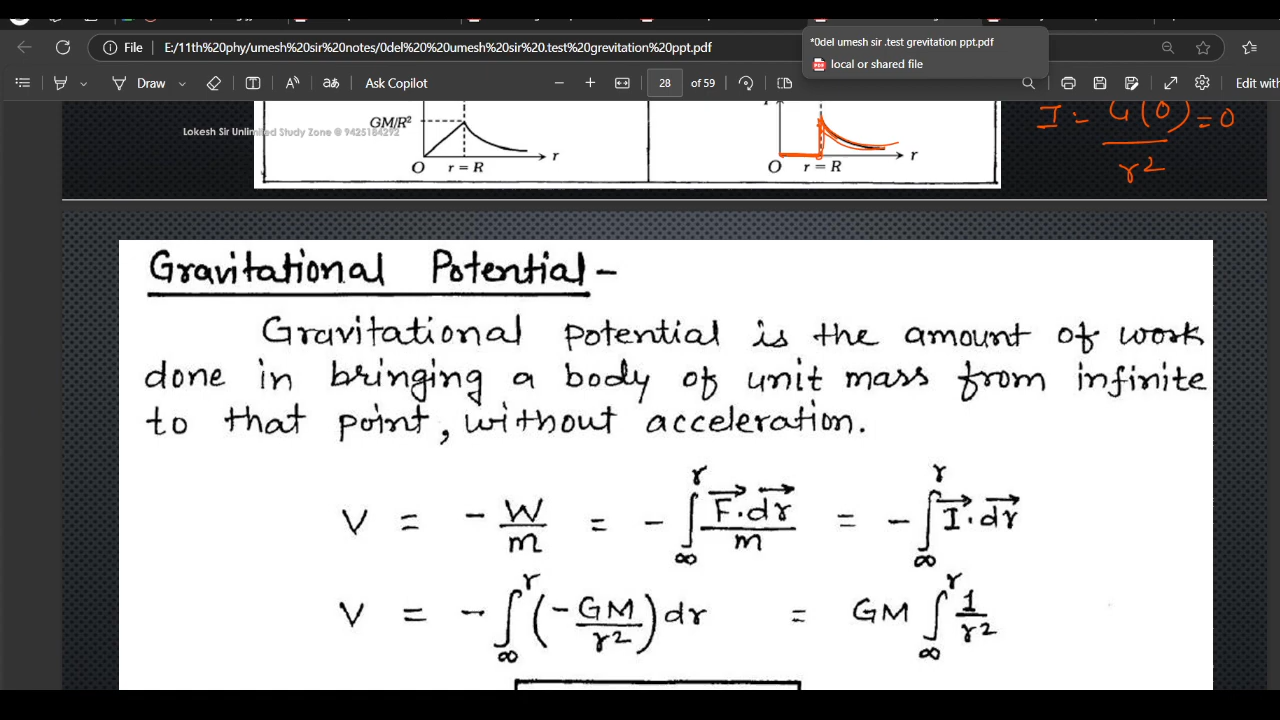 File E:/11th%20phy/umesh%20sir%20notes/0del%20%20umesh%20sir%20.test%20grevitation%20ppt.pdf
*0del umesh sir .test grevitation ppt.pdf
local or shared file
Draw aあ Ask Copilot 28 of 59 Edit with
GM/R²
O r = R r
Lokesh Sir Unlimited Study Zone @ 9425184292
O r = R r
I = G(0)/r² = 0
Gravitational Potential -
Gravitational potential is the amount of work
done in bringing a body of unit mass from infinite
to that point, without acceleration.
V = - W/m = - ∫_∞^r F⃗.dr⃗/m = - ∫_∞^r I⃗.dr⃗
V = - ∫_∞^r (- GM/r²) dr = GM ∫_∞^r 1/r²